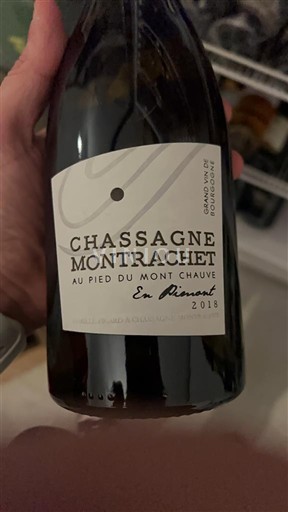 GRAND VIN DE
BOURGOGNE
CHASSAGNE
MONTRACHET
AU PIED DU MONT CHAUVE
En Pimont
2018